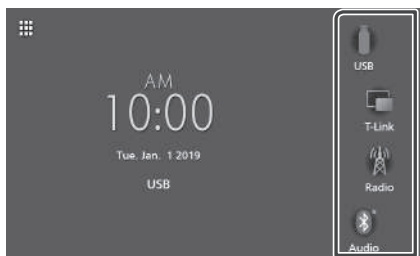 AM
10:00
Tue. Jan. 1 2019
USB
USB
T-Link
Radio
Audio